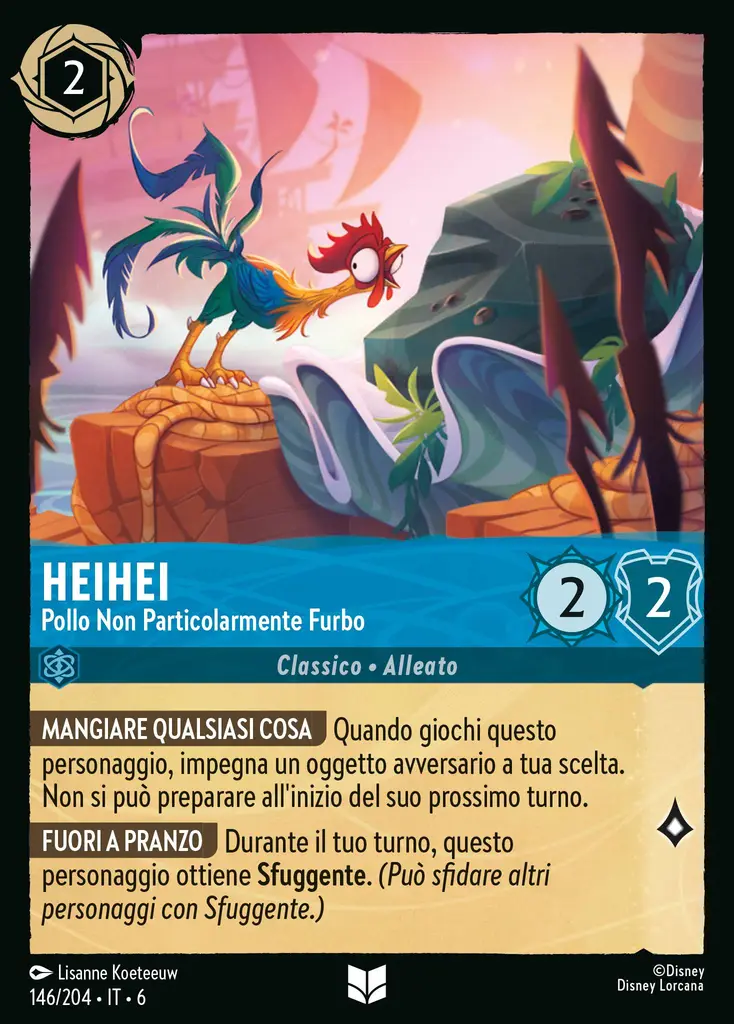 2
HEIHEI
Pollo Non Particolarmente Furbo
2
2
Classico • Alleato
MANGIARE QUALSIASI COSA Quando giochi questo
personaggio, impegna un oggetto avversario a tua scelta.
Non si può preparare all'inizio del suo prossimo turno.
FUORI A PRANZO Durante il tuo turno, questo
personaggio ottiene Sfuggente. (Può sfidare altri
personaggi con Sfuggente.)
Lisanne Koeteeuw
146/204 • IT • 6
©Disney
Disney Lorcana